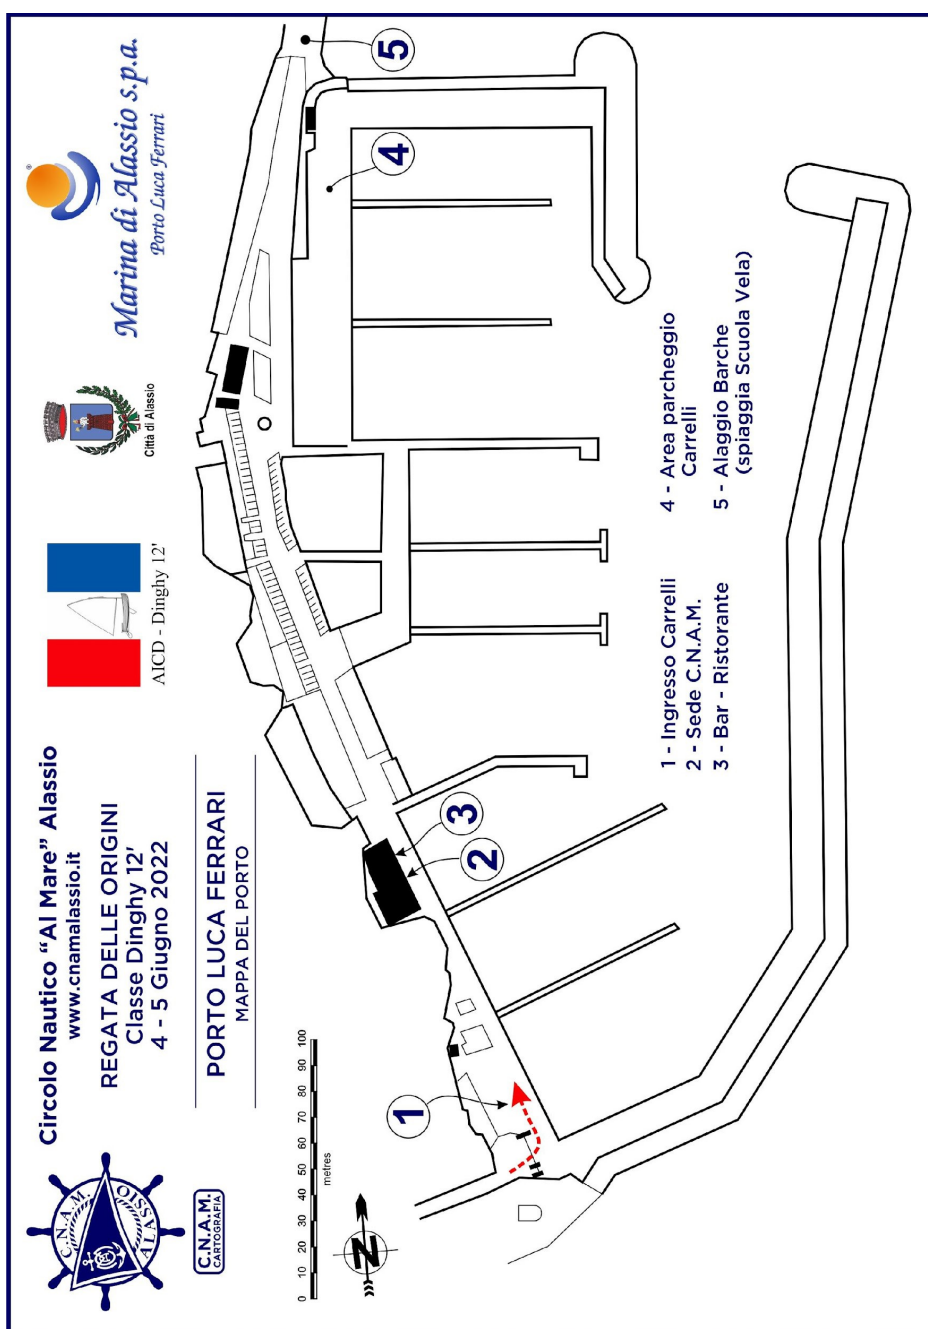 C.N.A.M.
ALASSIO
C.N.A.M.
CARTOGRAFIA
Circolo Nautico “Al Mare” Alassio
www.cnamalassio.it
REGATA DELLE ORIGINI
Classe Dinghy 12'
4 - 5 Giugno 2022
PORTO LUCA FERRARI
MAPPA DEL PORTO
AICD - Dinghy 12'
Città di Alassio
®
Marina di Alassio s.p.a.
Porto Luca Ferrari
0 10 20 30 40 50 60 70 80 90 100
metres
N
1
2
3
4
5
1 - Ingresso Carrelli
2 - Sede C.N.A.M.
3 - Bar - Ristorante
4 - Area parcheggio
Carrelli
5 - Alaggio Barche
(spiaggia Scuola Vela)